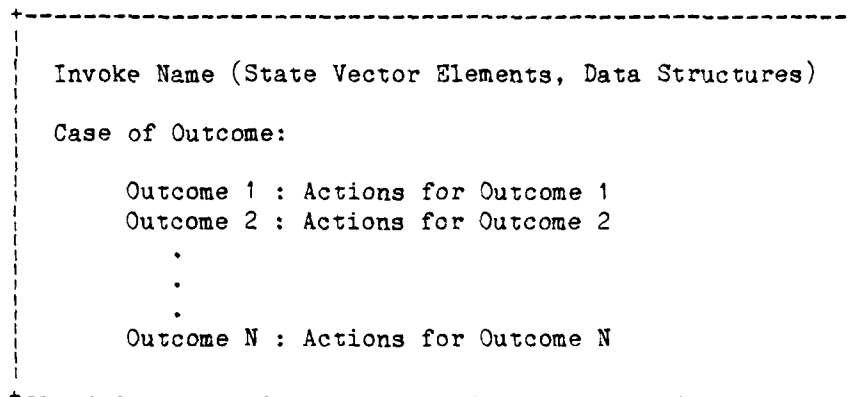 Invoke Name (State Vector Elements, Data Structures)
Case of Outcome:
Outcome 1 : Actions for Outcome 1
Outcome 2 : Actions for Outcome 2
.
.
.
Outcome N : Actions for Outcome N